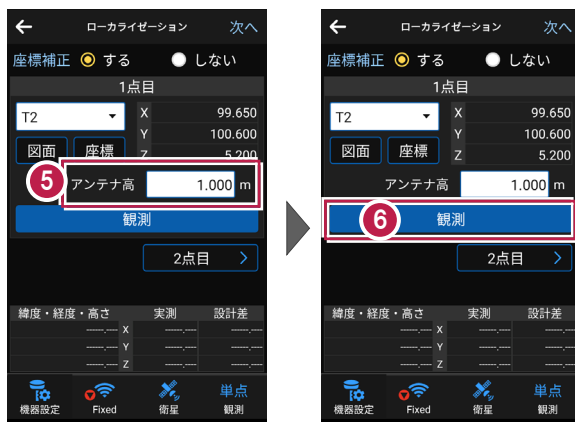 ← ローカライゼーション 次へ
座標補正 する しない
1点目
T2 X 99.650
Y 100.600
図面 座標 Z 5.200
5 アンテナ高 1.000 m
観測
2点目 >
緯度・経度・高さ 実測 設計差
-----.--- X -----.--- -----.---
-----.--- Y -----.--- -----.---
-----.--- Z -----.--- -----.---
機器設定 Fixed 衛星 単点観測
← ローカライゼーション 次へ
座標補正 する しない
1点目
T2 X 99.650
Y 100.600
図面 座標 Z 5.200
アンテナ高 1.000 m
6 観測
2点目 >
緯度・経度・高さ 実測 設計差
-----.--- X -----.--- -----.---
-----.--- Y -----.--- -----.---
-----.--- Z -----.--- -----.---
機器設定 Fixed 衛星 単点観測